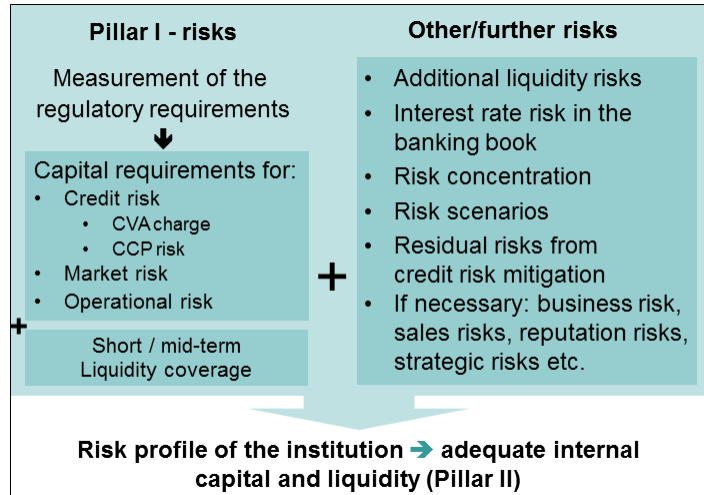 Pillar I - risks
Measurement of the
regulatory requirements
Capital requirements for:
• Credit risk
• CVA charge
• CCP risk
• Market risk
• Operational risk
+
Short / mid-term
Liquidity coverage
+
Other/further risks
• Additional liquidity risks
• Interest rate risk in the
banking book
• Risk concentration
• Risk scenarios
• Residual risks from
credit risk mitigation
• If necessary: business risk,
sales risks, reputation risks,
strategic risks etc.
Risk profile of the institution ➔ adequate internal
capital and liquidity (Pillar II)